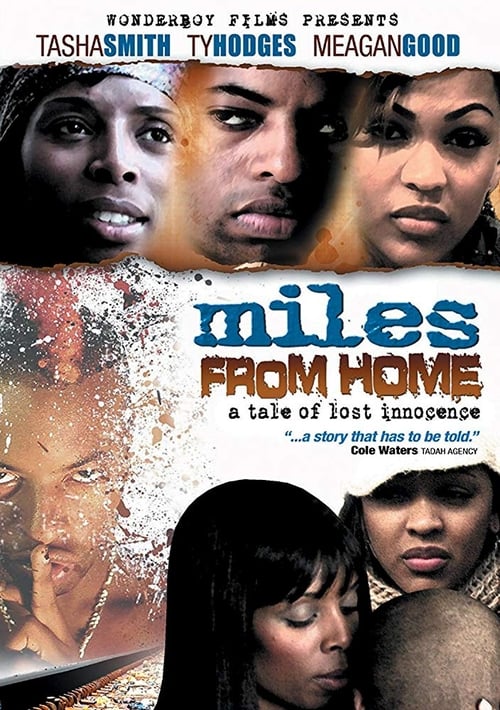 WONDERBOY FILMS PRESENTS
TASHASMITH TYHODGES MEAGANGOOD
miles
FROM HOME
a tale of lost innocence
"...a story that has to be told."
Cole Waters TADAH AGENCY